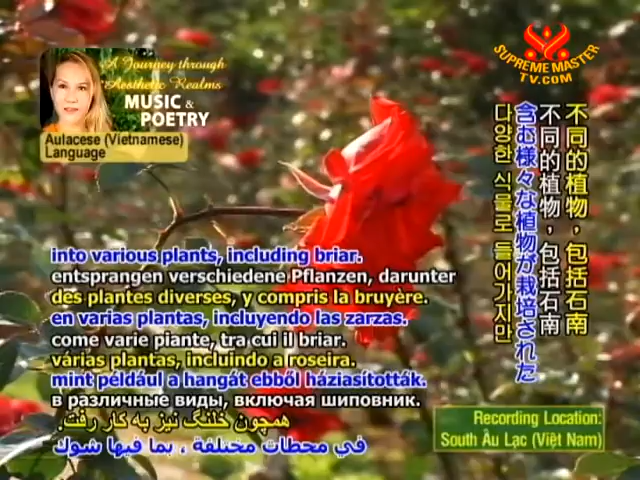 A Journey through
Aesthetic Realms
MUSIC &
POETRY
Aulacese (Vietnamese)
Language
SUPREME MASTER
TV.COM
不同的植物，包括石南
不同的植物，包括石南
含む様々な植物が栽培された
다양한 식물로 들어가지만
into various plants, including briar.
entsprangen verschiedene Pflanzen, darunter
des plantes diverses, y compris la bruyère.
en varias plantas, incluyendo las zarzas.
come varie piante, tra cui il briar.
várias plantas, incluindo a roseira.
mint például a hangát ebből háziasították.
в различные виды, включая шиповник.
همچون خلنگ نیز به کار رفت.
في محطات مختلفة ، بما فيها شوك
Recording Location:
South Âu Lạc (Việt Nam)